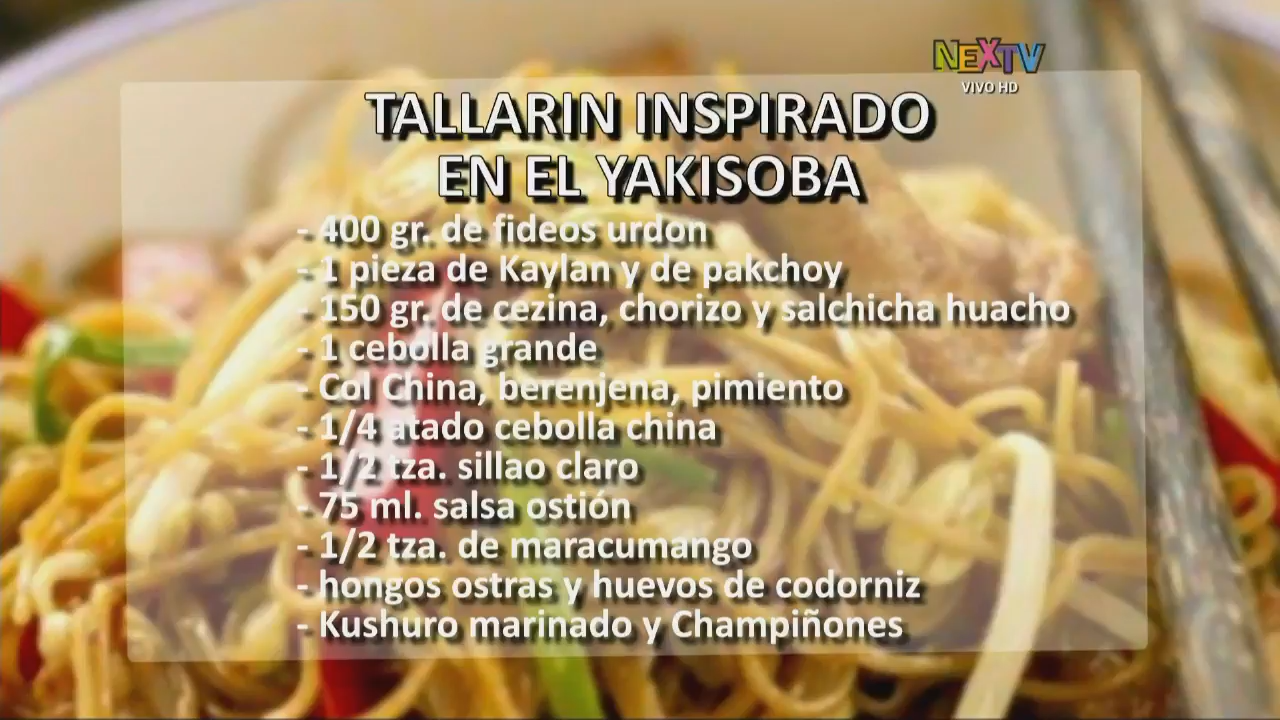 NEXTV
VIVO HD
TALLARIN INSPIRADO
EN EL YAKISOBA
- 400 gr. de fideos urdon
- 1 pieza de Kaylan y de pakchoy
- 150 gr. de cezina, chorizo y salchicha huacho
- 1 cebolla grande
- Col China, berenjena, pimiento
- 1/4 atado cebolla china
- 1/2 tza. sillao claro
- 75 ml. salsa ostión
- 1/2 tza. de maracumango
- hongos ostras y huevos de codorniz
- Kushuro marinado y Champiñones